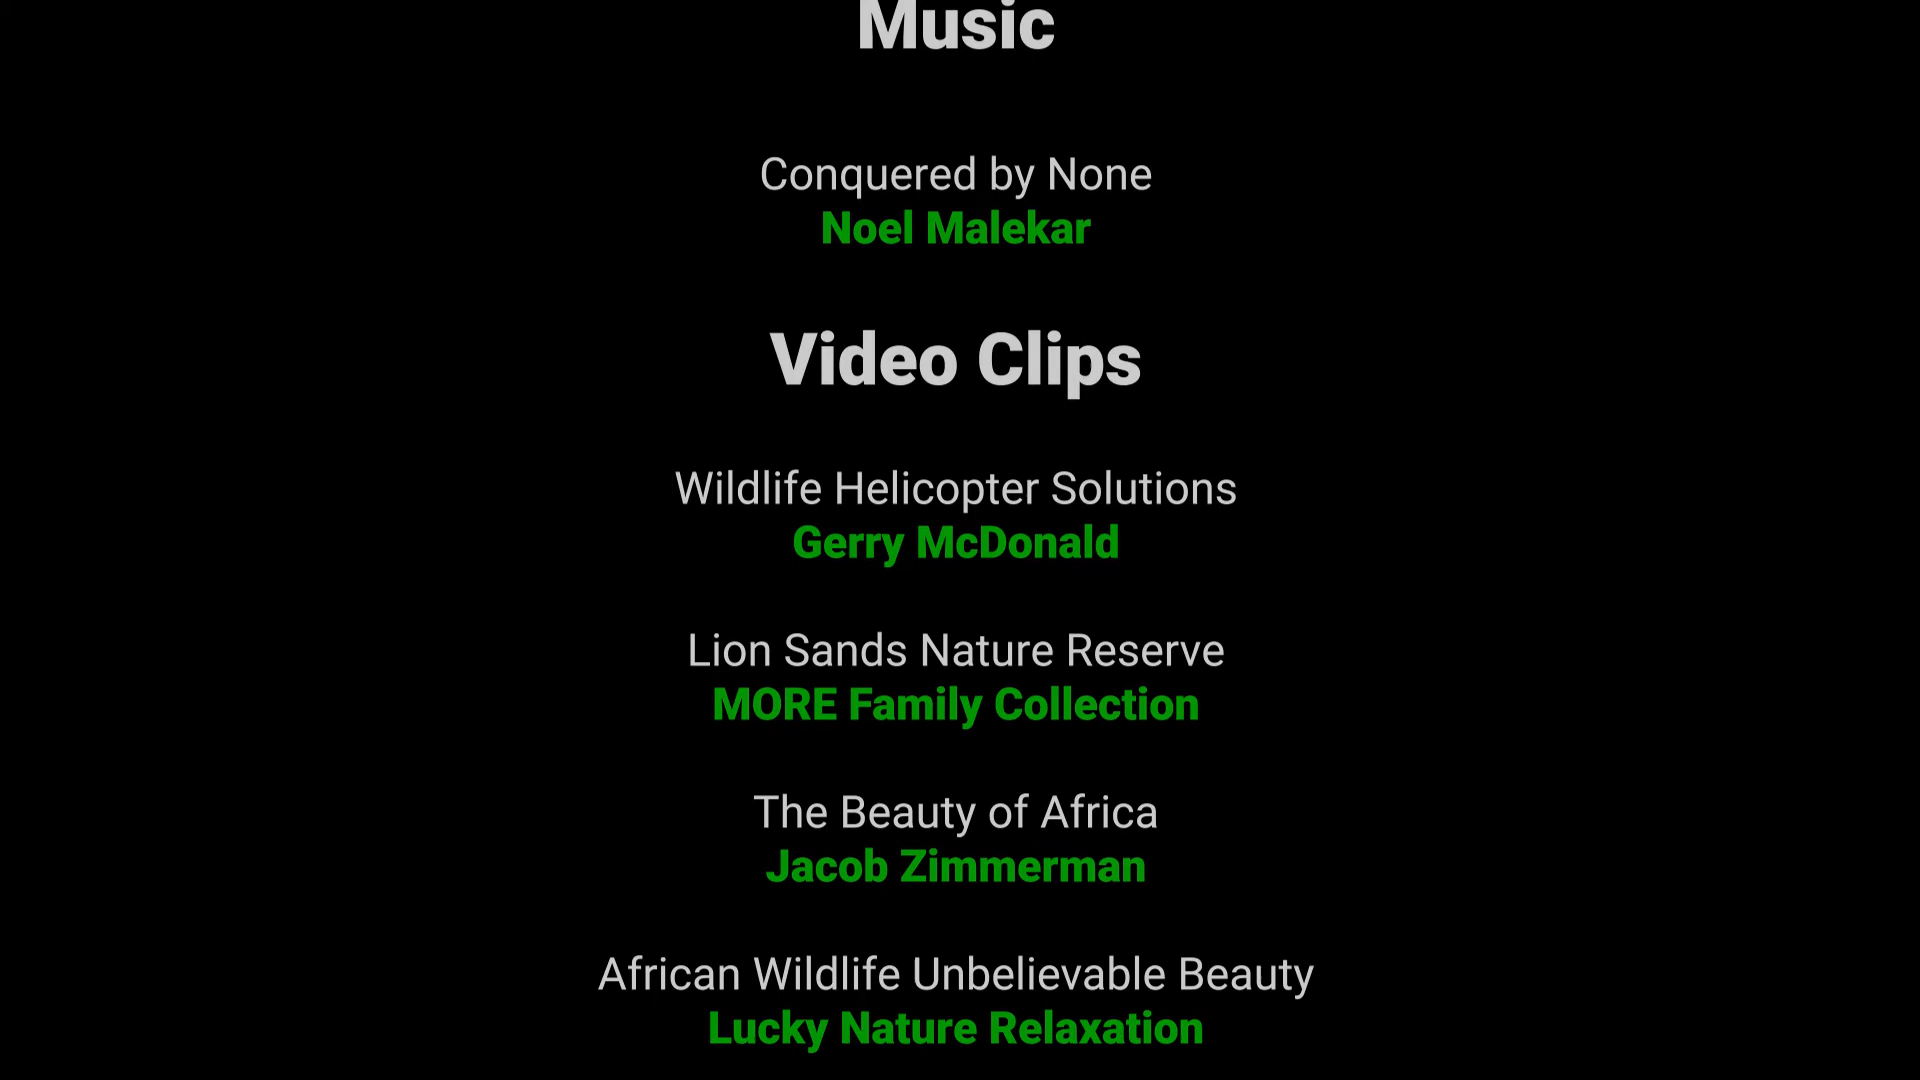 Music
Conquered by None
Noel Malekar
Video Clips
Wildlife Helicopter Solutions
Gerry McDonald
Lion Sands Nature Reserve
MORE Family Collection
The Beauty of Africa
Jacob Zimmerman
African Wildlife Unbelievable Beauty
Lucky Nature Relaxation